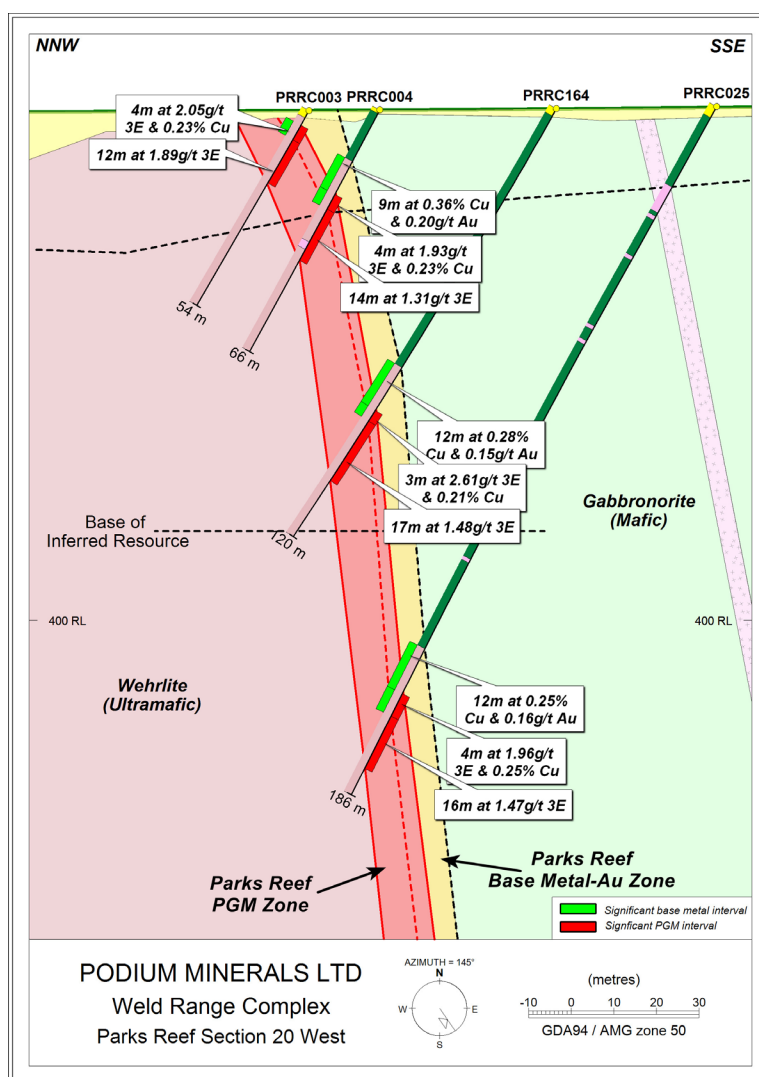 NNW
SSE
PRRC003 PRRC004
PRRC164
PRRC025
4m at 2.05g/t
3E & 0.23% Cu
12m at 1.89g/t 3E
9m at 0.36% Cu
& 0.20g/t Au
4m at 1.93g/t
3E & 0.23% Cu
14m at 1.31g/t 3E
54 m
66 m
12m at 0.28%
Cu & 0.15g/t Au
3m at 2.61g/t 3E
& 0.21% Cu
17m at 1.48g/t 3E
Gabbronorite
(Mafic)
Base of
Inferred Resource
120 m
400 RL
400 RL
Wehrlite
(Ultramafic)
12m at 0.25%
Cu & 0.16g/t Au
4m at 1.96g/t
3E & 0.25% Cu
16m at 1.47g/t 3E
186 m
Parks Reef
PGM Zone
Parks Reef
Base Metal-Au Zone
Significant base metal interval
Signficant PGM interval
PODIUM MINERALS LTD
Weld Range Complex
Parks Reef Section 20 West
AZIMUTH = 145°
N
W
E
S
(metres)
-10 0 10 20 30
GDA94 / AMG zone 50